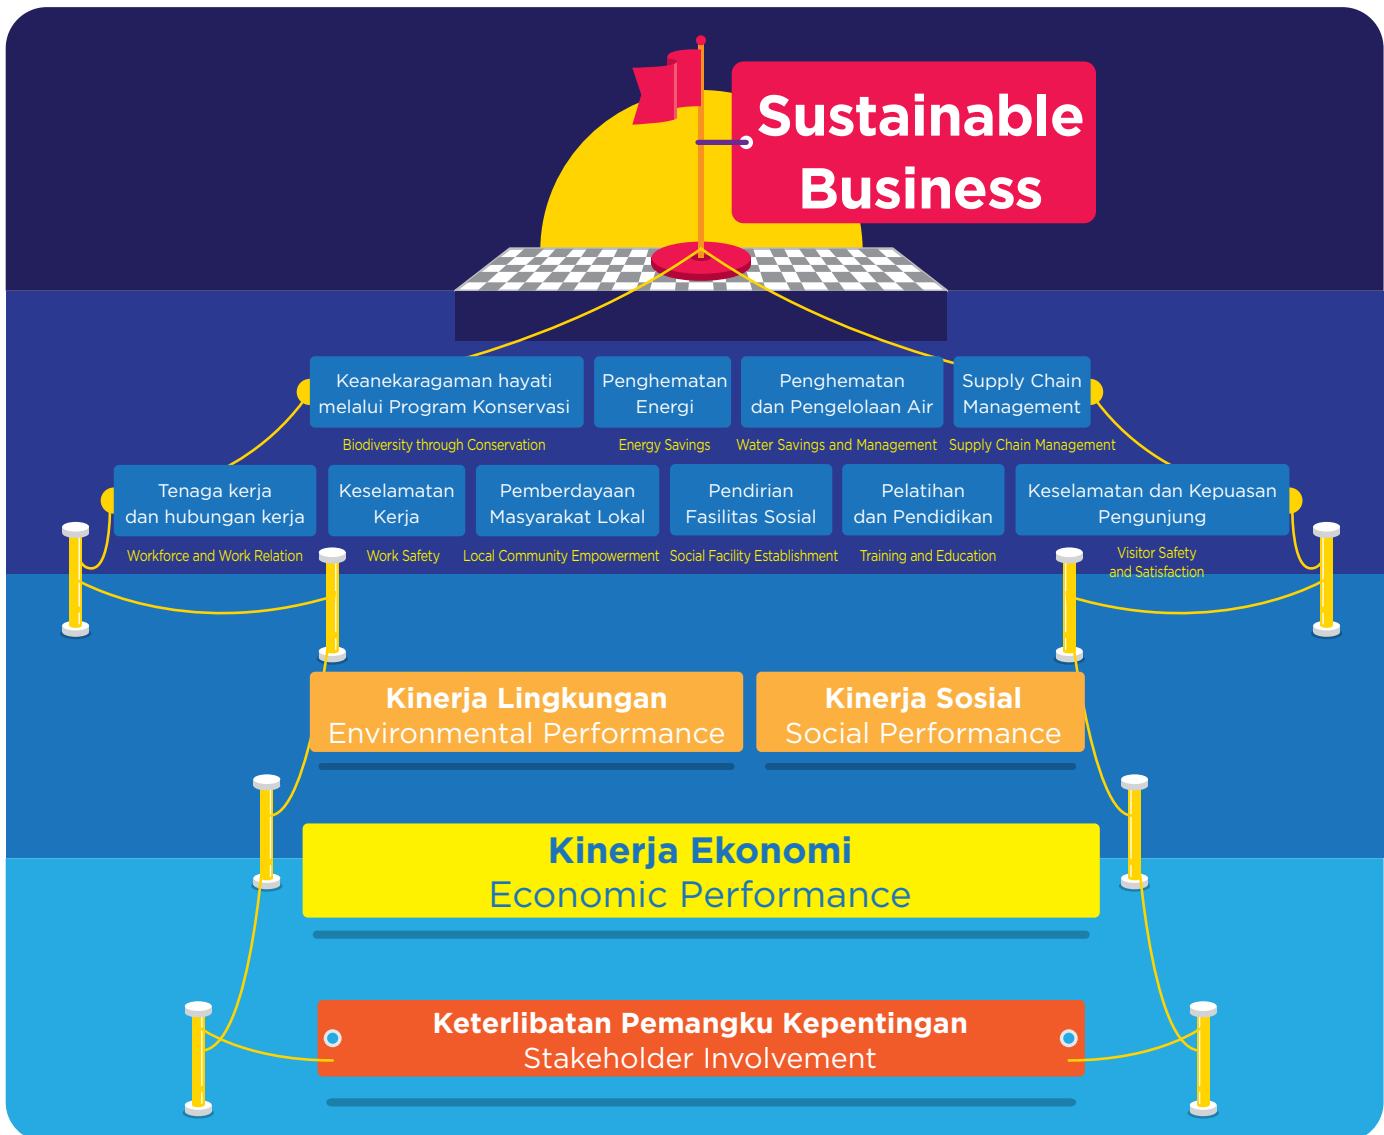 Sustainable
Business
Keanekaragaman hayati
melalui Program Konservasi
Biodiversity through Conservation
Penghematan
Energi
Energy Savings
Penghematan
dan Pengelolaan Air
Water Savings and Management
Supply Chain
Management
Supply Chain Management
Tenaga kerja
dan hubungan kerja
Workforce and Work Relation
Keselamatan
Kerja
Work Safety
Pemberdayaan
Masyarakat Lokal
Local Community Empowerment
Pendirian
Fasilitas Sosial
Social Facility Establishment
Pelatihan
dan Pendidikan
Training and Education
Keselamatan dan Kepuasan
Pengunjung
Visitor Safety
and Satisfaction
Kinerja Lingkungan
Environmental Performance
Kinerja Sosial
Social Performance
Kinerja Ekonomi
Economic Performance
Keterlibatan Pemangku Kepentingan
Stakeholder Involvement